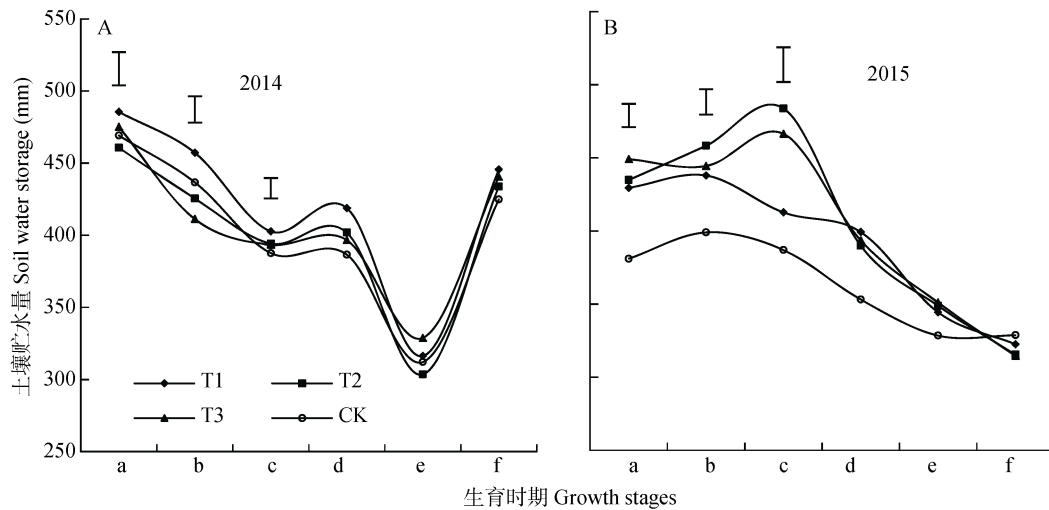 土壤贮水量 Soil water storage (mm)
550
500
450
400
350
300
250
A
2014
T1
T2
T3
CK
a b c d e f
B
2015
a b c d e f
生育时期 Growth stages